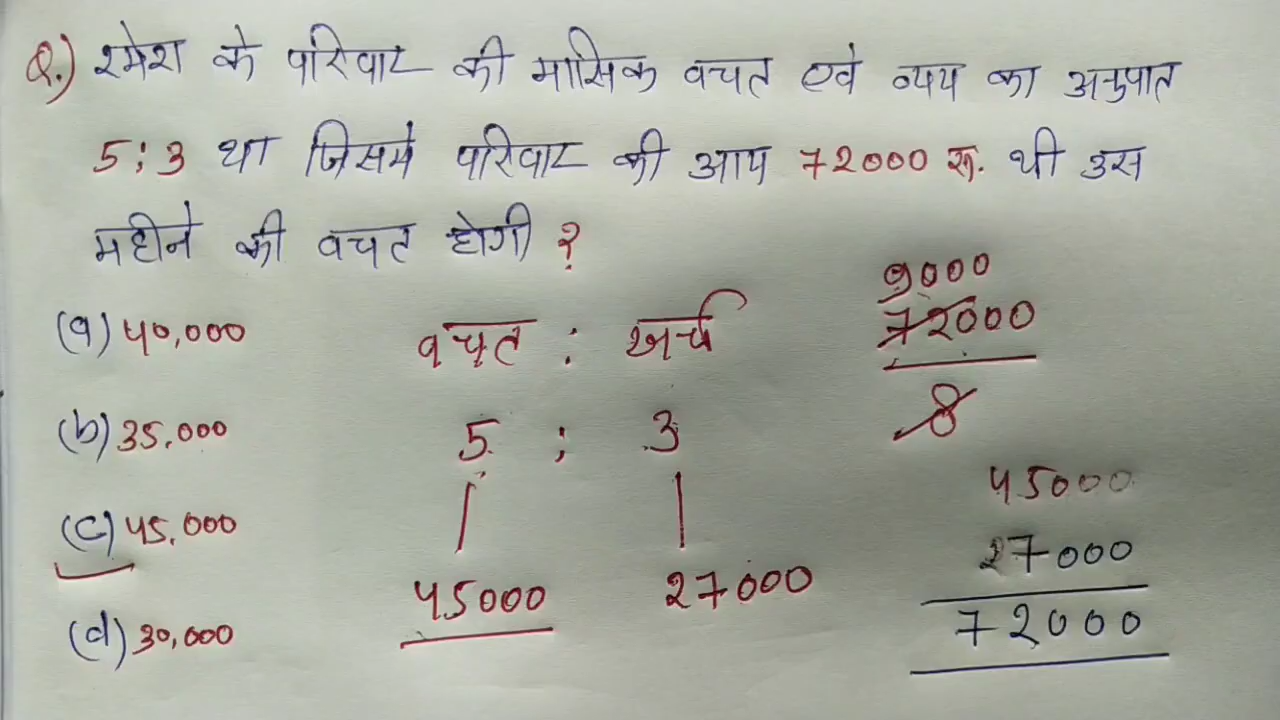 Q.) रमेश के परिवार की मासिक बचत एवं व्यय का अनुपात
5:3 था जिसमे परिवार की आय 72000 रू. थी उस
महीने की बचत होगी ?
(a) 40,000
(b) 35,000
(c) 45,000
(d) 30,000
बचत : खर्च
5 : 3
45000 27000
9000
72000
8
45000
27000
72000